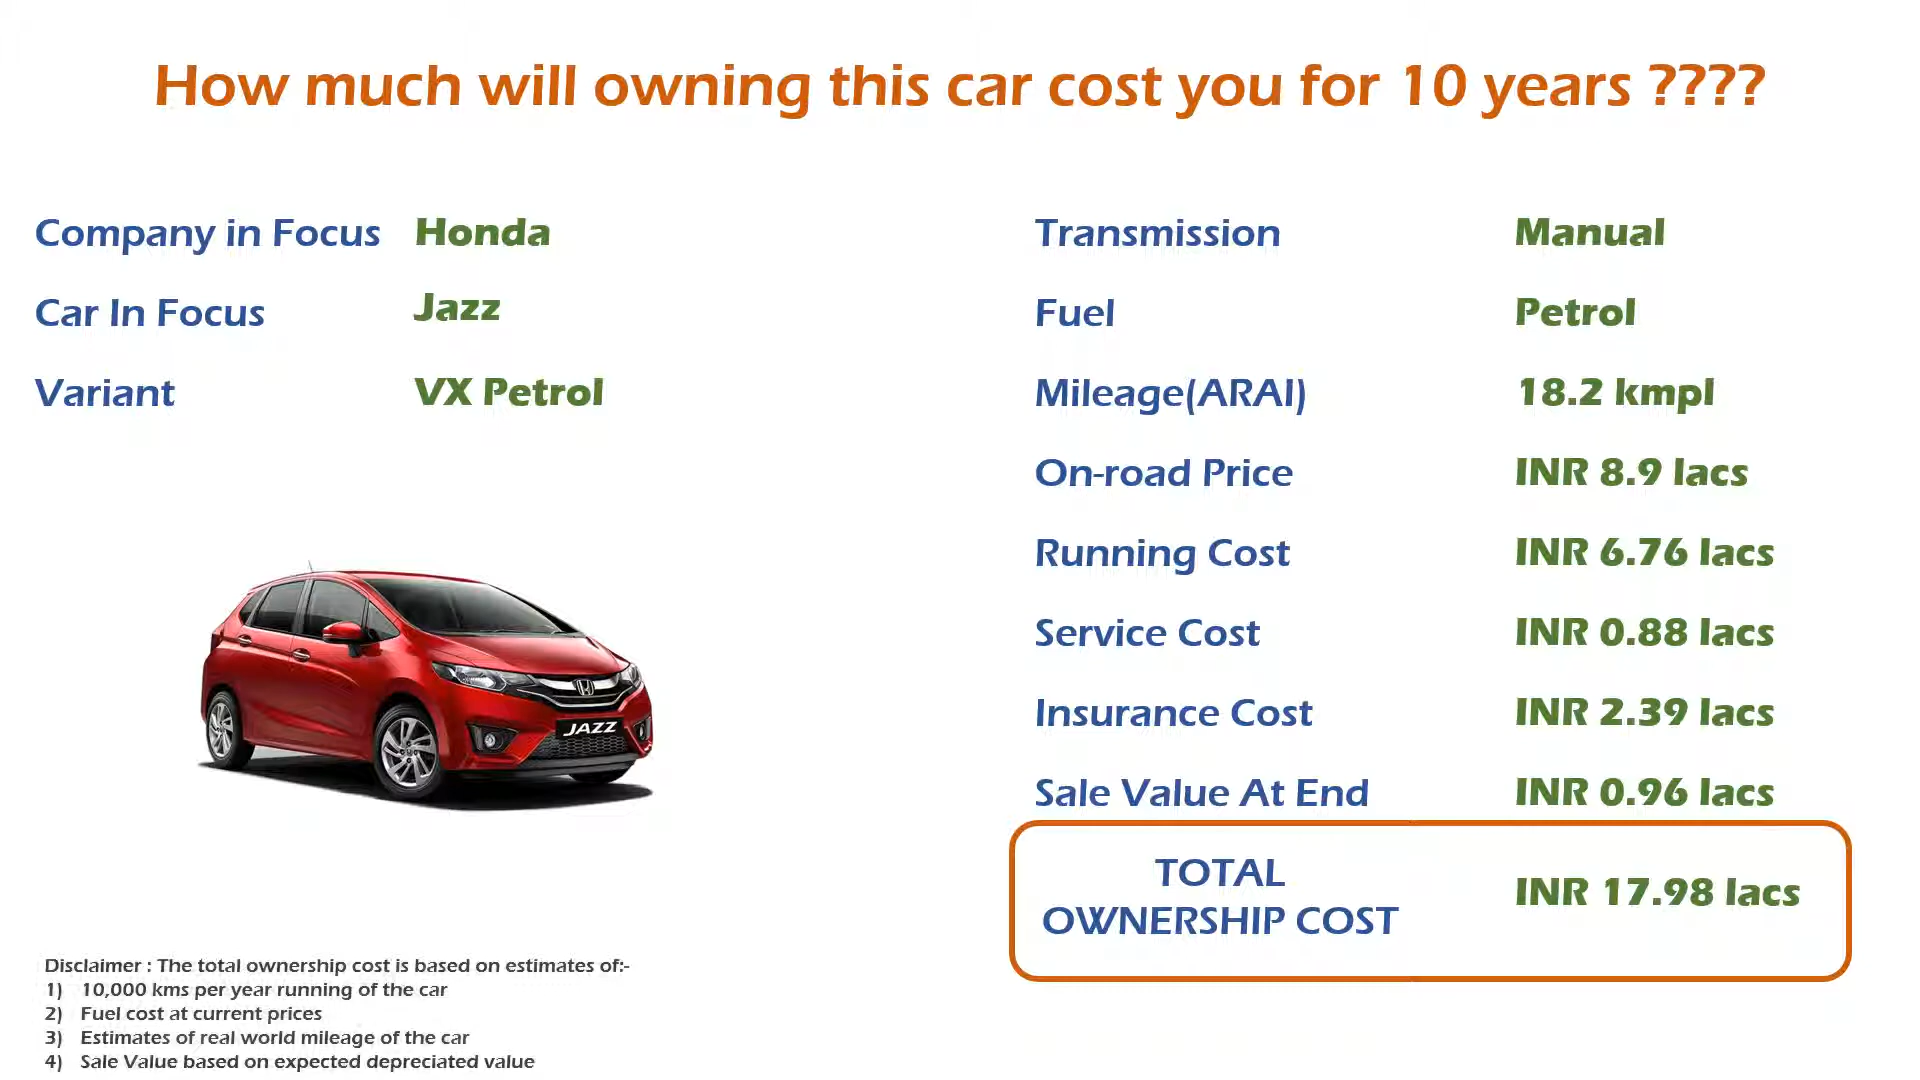 How much will owning this car cost you for 10 years ????
Company in Focus Honda
Car In Focus Jazz
Variant VX Petrol
JAZZ
Transmission Manual
Fuel Petrol
Mileage(ARAI) 18.2 kmpl
On-road Price INR 8.9 lacs
Running Cost INR 6.76 lacs
Service Cost INR 0.88 lacs
Insurance Cost INR 2.39 lacs
Sale Value At End INR 0.96 lacs
TOTAL
OWNERSHIP COST INR 17.98 lacs
Disclaimer : The total ownership cost is based on estimates of:-
1) 10,000 kms per year running of the car
2) Fuel cost at current prices
3) Estimates of real world mileage of the car
4) Sale Value based on expected depreciated value